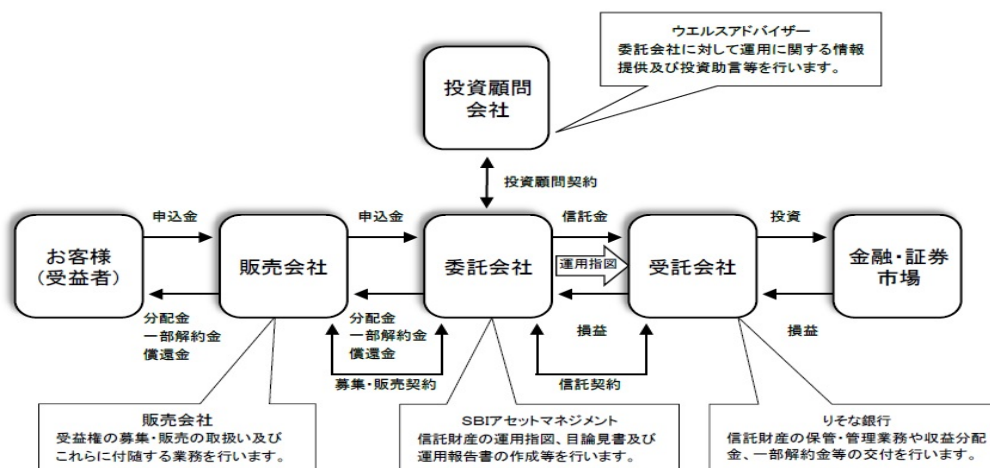 ウエルスアドバイザー
委託会社に対して運用に関する情報
提供及び投資助言等を行います。
投資顧問
会社
投資顧問契約
申込金
申込金
信託金
投資
お客様
(受益者)
販売会社
委託会社
運用指図
受託会社
金融・証券
市場
分配金
一部解約金
償還金
分配金
一部解約金
償還金
損益
損益
募集・販売契約
信託契約
販売会社
受益権の募集・販売の取扱い及び
これらに付随する業務を行います。
SBIアセットマネジメント
信託財産の運用指図、目論見書及び
運用報告書の作成等を行います。
りそな銀行
信託財産の保管・管理業務や収益分配
金、一部解約金等の交付を行います。